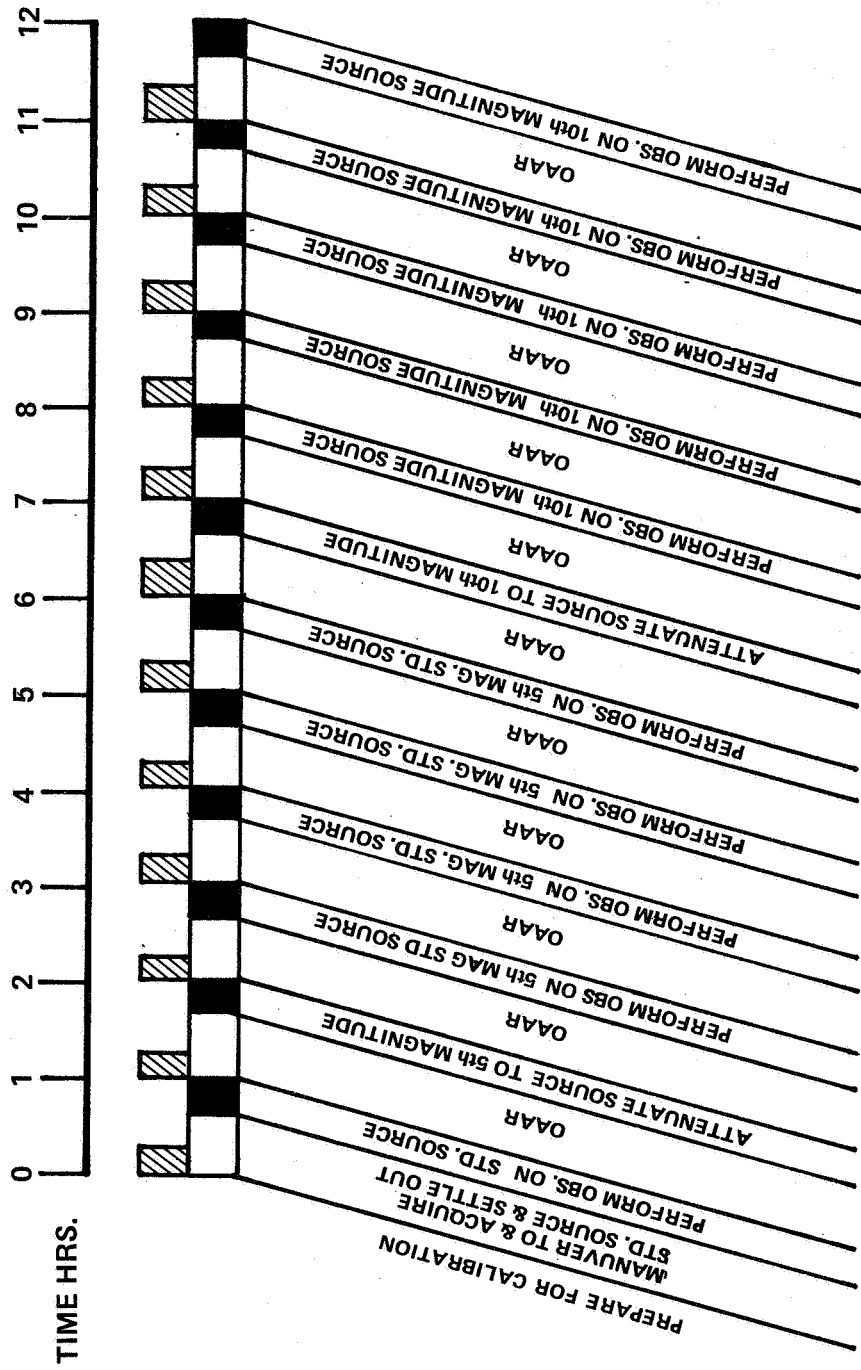 TIME HRS.
0
1
2
3
4
5
6
7
8
9
10
11
12
PREPARE FOR CALIBRATION
MANUVER TO & ACQUIRE
STD. SOURCE & SETTLE OUT
PERFORM OBS. ON STD. SOURCE
OAAR
ATTENUATE SOURCE TO 5th MAGNITUDE
OAAR
PERFORM OBS ON 5th MAG STD SOURCE
OAAR
PERFORM OBS. ON 5th MAG. STD. SOURCE
OAAR
PERFORM OBS. ON 5th MAG. STD. SOURCE
OAAR
PERFORM OBS. ON 5th MAG. STD. SOURCE
OAAR
ATTENUATE SOURCE TO 10th MAGNITUDE
OAAR
PERFORM OBS. ON 10th MAGNITUDE SOURCE
OAAR
PERFORM OBS. ON 10th MAGNITUDE SOURCE
OAAR
PERFORM OBS. ON 10th MAGNITUDE SOURCE
OAAR
PERFORM OBS. ON 10th MAGNITUDE SOURCE
OAAR
PERFORM OBS. ON 10th MAGNITUDE SOURCE